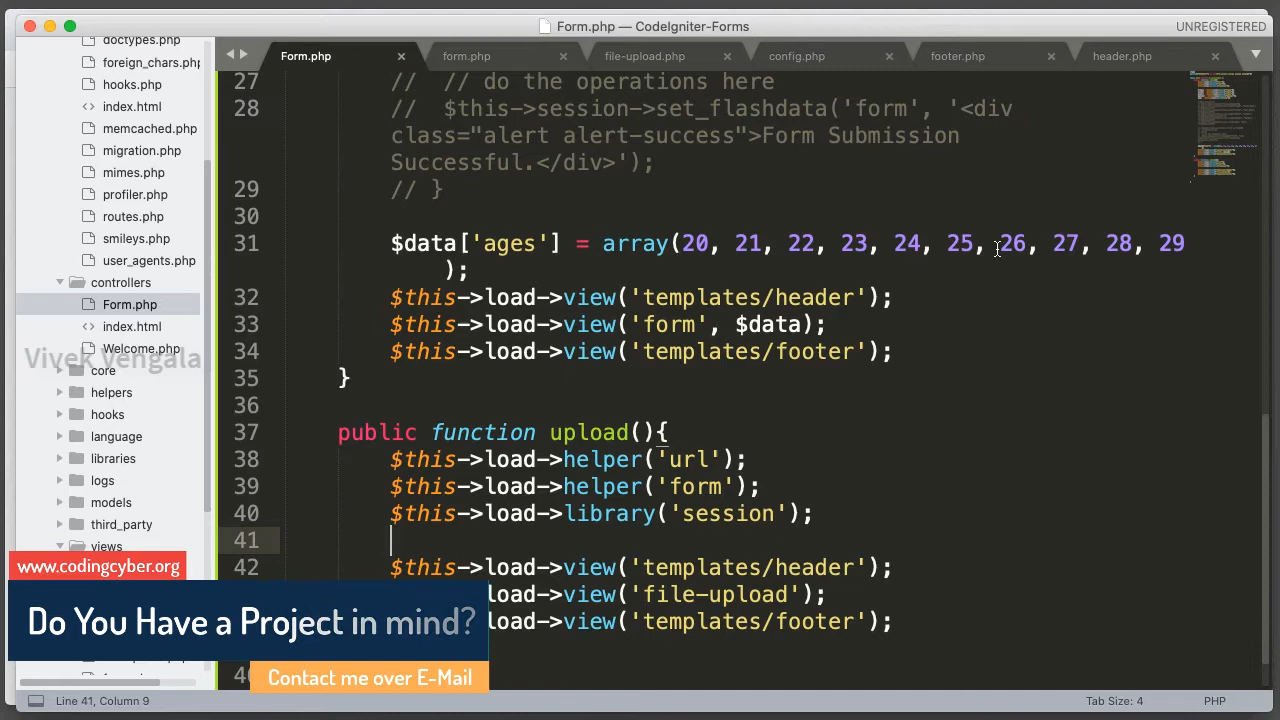 Form.php — CodeIgniter-Forms
UNREGISTERED
Form.php
form.php
file-upload.php
config.php
footer.php
header.php
doctypes.php
foreign_chars.php
hooks.php
index.html
memcached.php
migration.php
mimes.php
profiler.php
routes.php
smileys.php
user_agents.php
controllers
Form.php
index.html
Welcome.php
Vivek Vengala
core
helpers
hooks
language
libraries
logs
models
third_party
views
27 // // do the operations here
28 // $this->session->set_flashdata('form', '<div
class="alert alert-success">Form Submission
Successful.</div>');
29 // }
30
31 $data['ages'] = array(20, 21, 22, 23, 24, 25, 26, 27, 28, 29
);
32 $this->load->view('templates/header');
33 $this->load->view('form', $data);
34 $this->load->view('templates/footer');
35 }
36
37 public function upload(){
38 $this->load->helper('url');
39 $this->load->helper('form');
40 $this->load->library('session');
41
42 $this->load->view('templates/header');
load->view('file-upload');
load->view('templates/footer');
www.codingcyber.org
Do You Have a Project in mind?
Contact me over E-Mail
Line 41, Column 9
Tab Size: 4
PHP